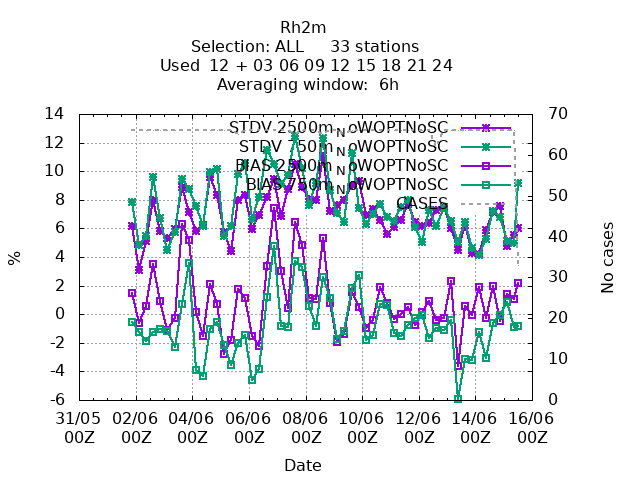 Rh2m
Selection: ALL 33 stations
Used 12 + 03 06 09 12 15 18 21 24
Averaging window: 6h
STDV 2500m_NoWOPTNoSC
STDV 750m_NoWOPTNoSC
BIAS 2500m_NoWOPTNoSC
BIAS 750m_NoWOPTNoSC
CASES
14
12
10
8
6
4
2
0
-2
-4
-6
%
70
60
50
40
30
20
10
0
No cases
31/05 02/06 04/06 06/06 08/06 10/06 12/06 14/06 16/06
00Z 00Z 00Z 00Z 00Z 00Z 00Z 00Z 00Z
Date